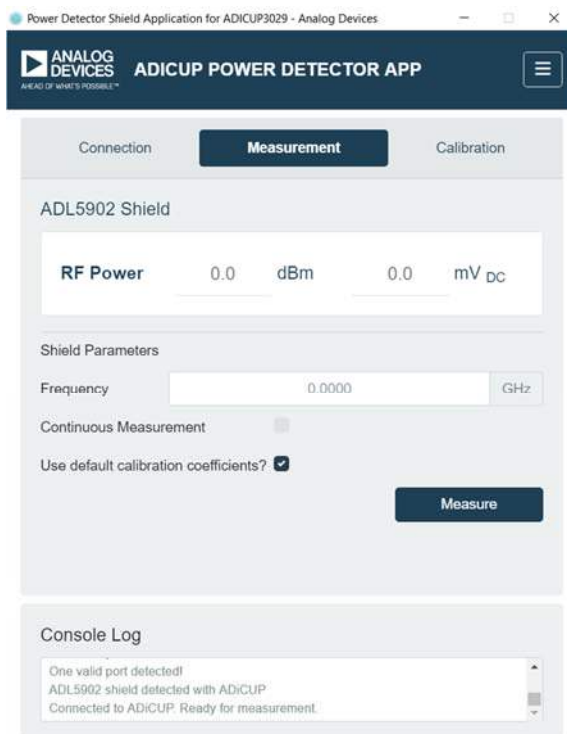 Power Detector Shield Application for ADICUP3029 - Analog Devices
ANALOG
DEVICES
AHEAD OF WHAT'S POSSIBLE™
ADICUP POWER DETECTOR APP
Connection
Measurement
Calibration
ADL5902 Shield
RF Power 0.0 dBm 0.0 mV DC
Shield Parameters
Frequency 0.0000 GHz
Continuous Measurement
Use default calibration coefficients?
Measure
Console Log
One valid port detected!
ADL5902 shield detected with ADiCUP
Connected to ADiCUP. Ready for measurement.